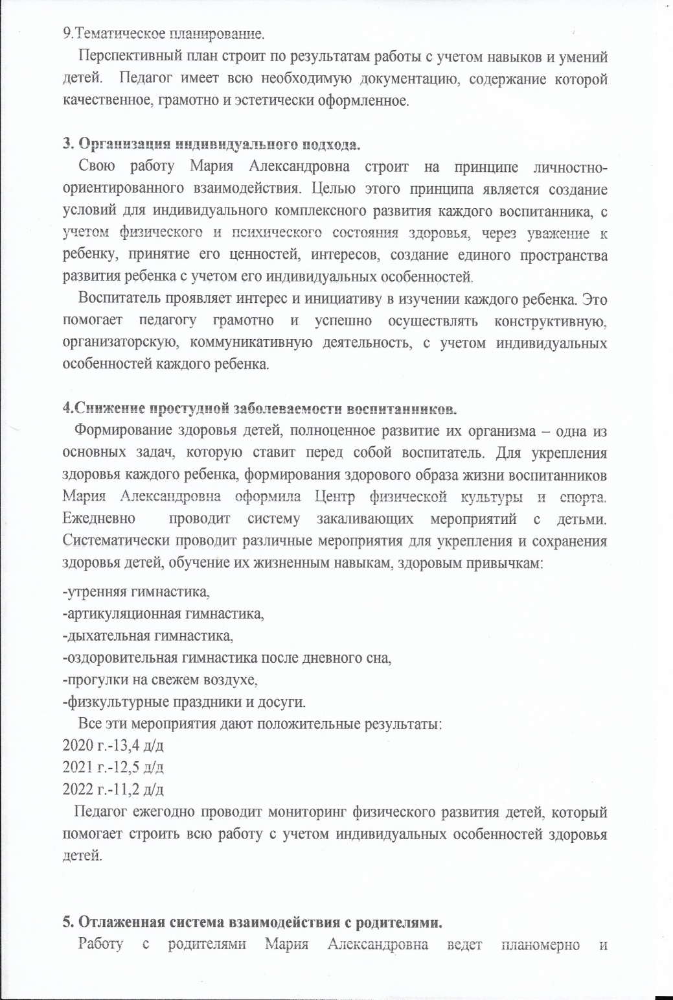 9.Тематическое планирование.
Перспективный план строит по результатам работы с учетом навыков и умений
детей. Педагог имеет всю необходимую документацию, содержание которой
качественное, грамотно и эстетически оформленное.
3. Организация индивидуального подхода.
Свою работу Мария Александровна строит на принципе личностно-
ориентированного взаимодействия. Целью этого принципа является создание
условий для индивидуального комплексного развития каждого воспитанника, с
учетом физического и психического состояния здоровья, через уважение к
ребенку, принятие его ценностей, интересов, создание единого пространства
развития ребенка с учетом его индивидуальных особенностей.
Воспитатель проявляет интерес и инициативу в изучении каждого ребенка. Это
помогает педагогу грамотно и успешно осуществлять конструктивную,
организаторскую, коммуникативную деятельность, с учетом индивидуальных
особенностей каждого ребенка.
4.Снижение простудной заболеваемости воспитанников.
Формирование здоровья детей, полноценное развитие их организма – одна из
основных задач, которую ставит перед собой воспитатель. Для укрепления
здоровья каждого ребенка, формирования здорового образа жизни воспитанников
Мария Александровна оформила Центр физической культуры и спорта.
Ежедневно проводит систему закаливающих мероприятий с детьми.
Систематически проводит различные мероприятия для укрепления и сохранения
здоровья детей, обучение их жизненным навыкам, здоровым привычкам:
-утренняя гимнастика,
-артикуляционная гимнастика,
-дыхательная гимнастика,
-оздоровительная гимнастика после дневного сна,
-прогулки на свежем воздухе,
-физкультурные праздники и досуги.
Все эти мероприятия дают положительные результаты:
2020 г.-13,4 д/д
2021 г.-12,5 д/д
2022 г.-11,2 д/д
Педагог ежегодно проводит мониторинг физического развития детей, который
помогает строить всю работу с учетом индивидуальных особенностей здоровья
детей.
5. Отлаженная система взаимодействия с родителями.
Работу с родителями Мария Александровна ведет планомерно и